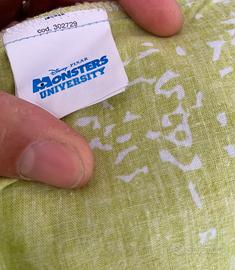 cod. 302729
Disney · PIXAR
MONSTERS
UNIVERSITY